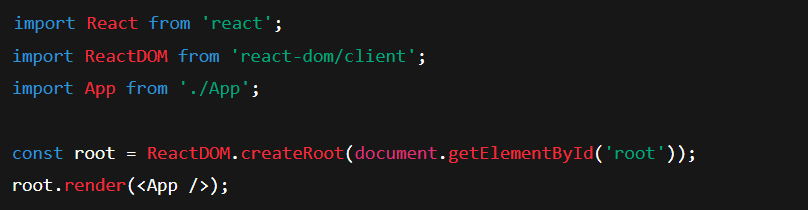 import React from 'react';
import ReactDOM from 'react-dom/client';
import App from './App';
const root = ReactDOM.createRoot(document.getElementById('root'));
root.render(<App />);